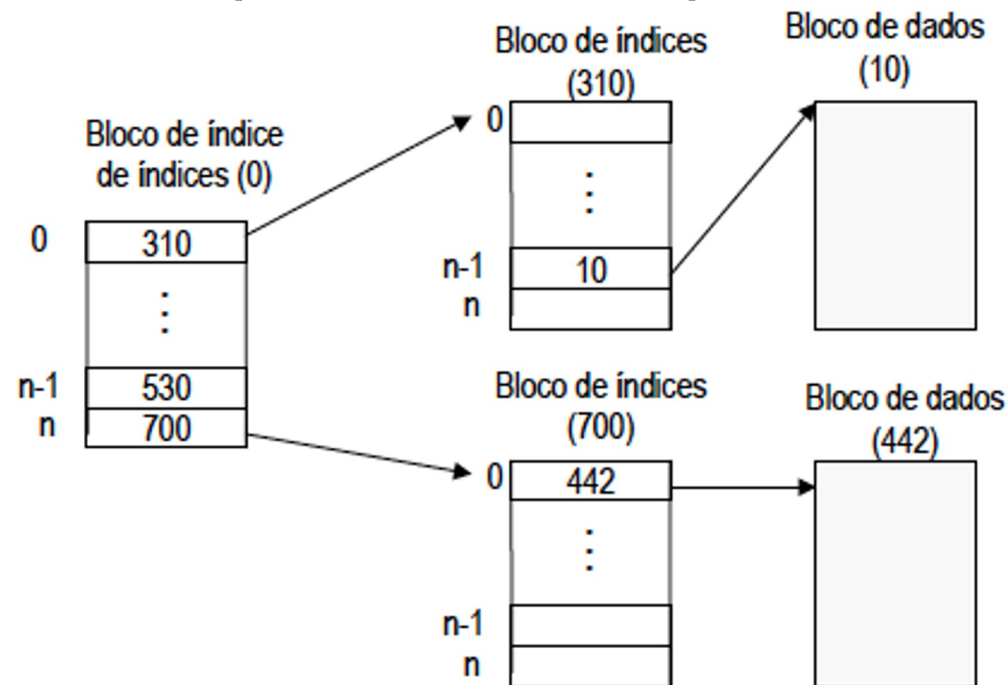 Bloco de índice
de índices (0)
0 310
⋮
n-1 530
n 700
Bloco de índices
(310)
0
⋮
n-1 10
n
Bloco de dados
(10)
Bloco de índices
(700)
0 442
⋮
n-1
n
Bloco de dados
(442)